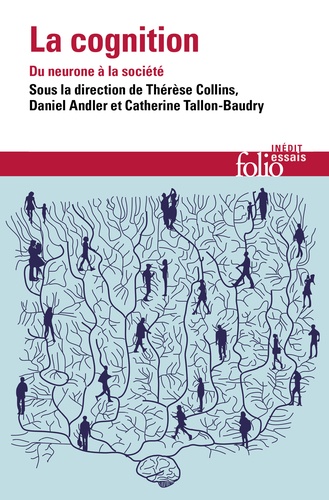 La cognition
Du neurone à la société
Sous la direction de Thérèse Collins,
Daniel Andler et Catherine Tallon-Baudry
INÉDIT
essais
folio